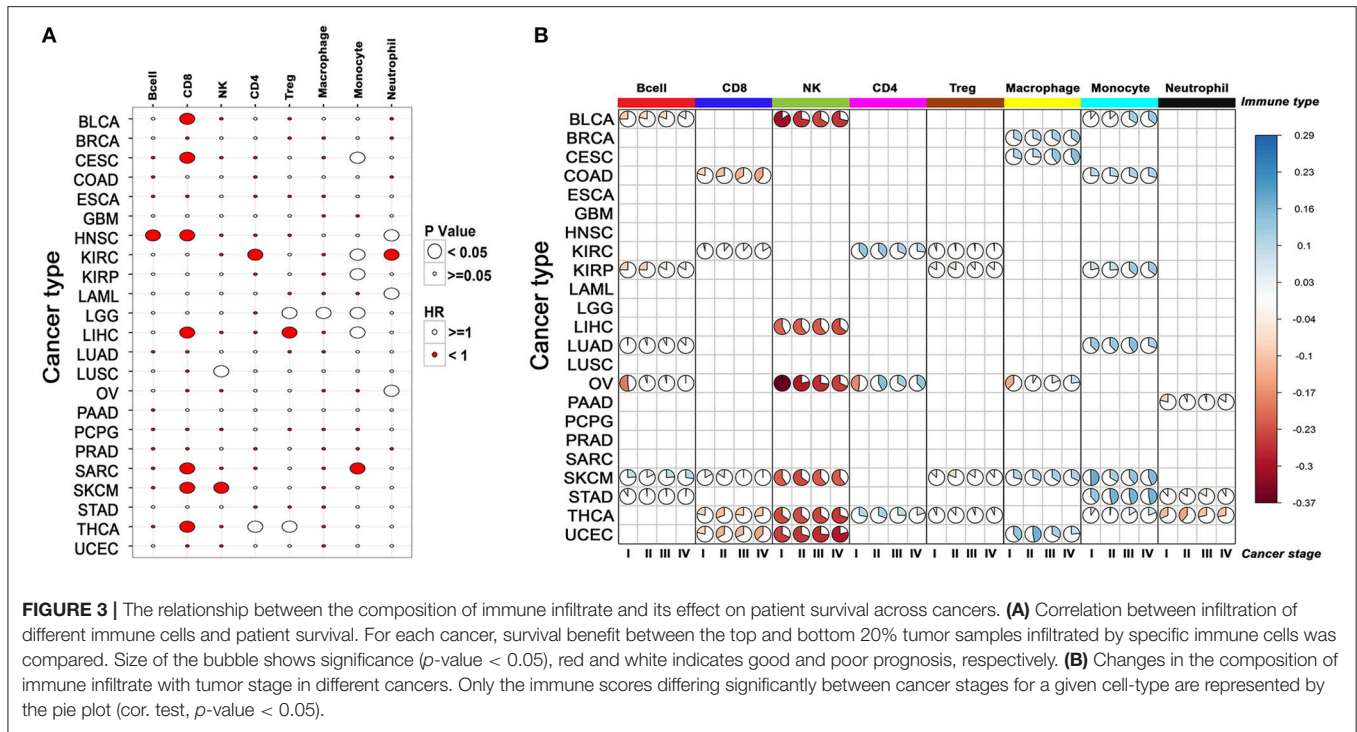 A
Bcell
CD8
NK
CD4
Treg
Macrophage
Monocyte
Neutrophil
Cancer type
BLCA
BRCA
CESC
COAD
ESCA
GBM
HNSC
KIRC
KIRP
LAML
LGG
LIHC
LUAD
LUSC
OV
PAAD
PCPG
PRAD
SARC
SKCM
STAD
THCA
UCEC
P Value
< 0.05
>=0.05
HR
>=1
< 1
B
Bcell CD8 NK CD4 Treg Macrophage Monocyte Neutrophil
Immune type
Cancer type
BLCA
BRCA
CESC
COAD
ESCA
GBM
HNSC
KIRC
KIRP
LAML
LGG
LIHC
LUAD
LUSC
OV
PAAD
PCPG
PRAD
SARC
SKCM
STAD
THCA
UCEC
I II III IV I II III IV I II III IV I II III IV I II III IV I II III IV I II III IV I II III IV
Cancer stage
0.29
0.23
0.16
0.1
0.03
-0.04
-0.1
-0.17
-0.23
-0.3
-0.37
FIGURE 3 | The relationship between the composition of immune infiltrate and its effect on patient survival across cancers. (A) Correlation between infiltration of
different immune cells and patient survival. For each cancer, survival benefit between the top and bottom 20% tumor samples infiltrated by specific immune cells was
compared. Size of the bubble shows significance (p-value < 0.05), red and white indicates good and poor prognosis, respectively. (B) Changes in the composition of
immune infiltrate with tumor stage in different cancers. Only the immune scores differing significantly between cancer stages for a given cell-type are represented by
the pie plot (cor. test, p-value < 0.05).